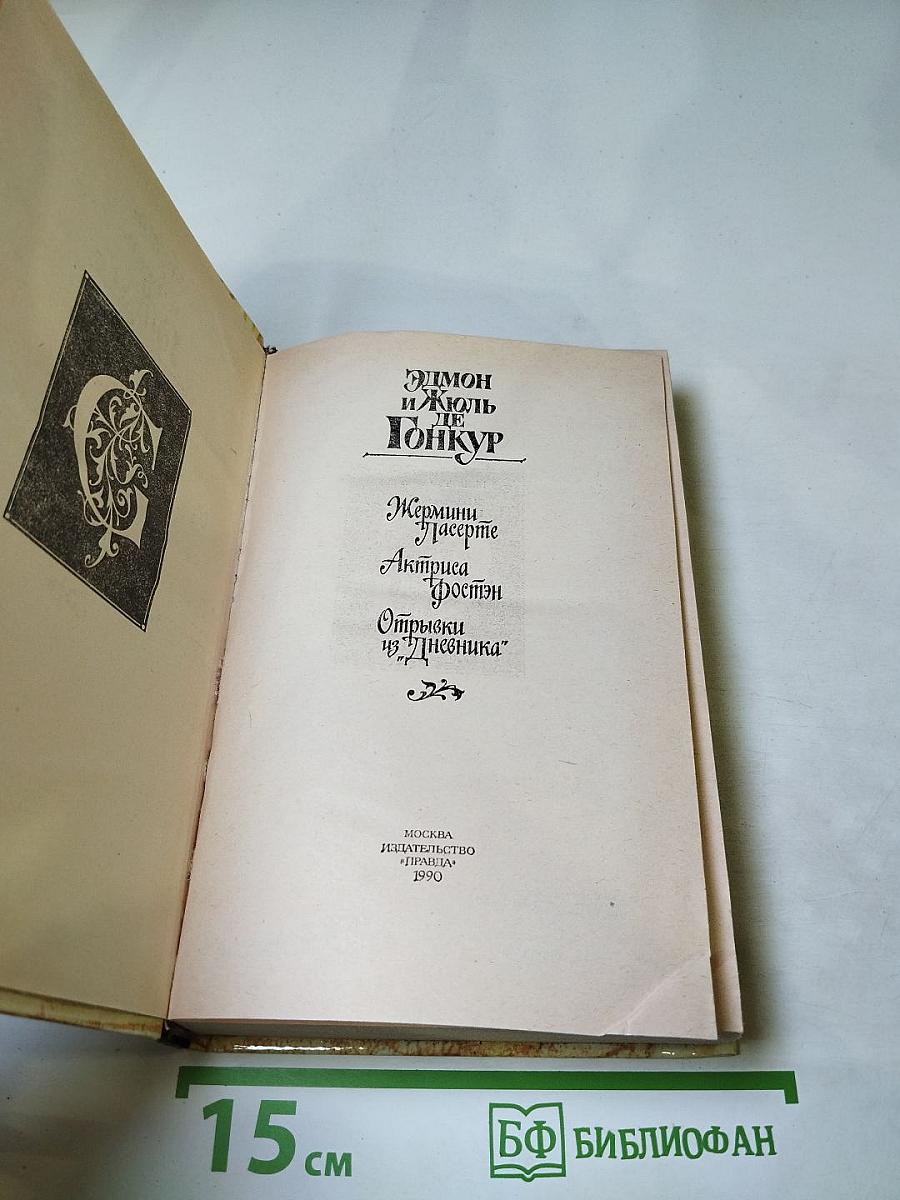 Эдмон
и Жюль
де
Гонкур
Жермини
Ласерте
Актриса
Фостэн
Отрывки
из „Дневника"
МОСКВА
ИЗДАТЕЛЬСТВО
«ПРАВДА»
1990
15 см
БФ БИБЛИОФАН